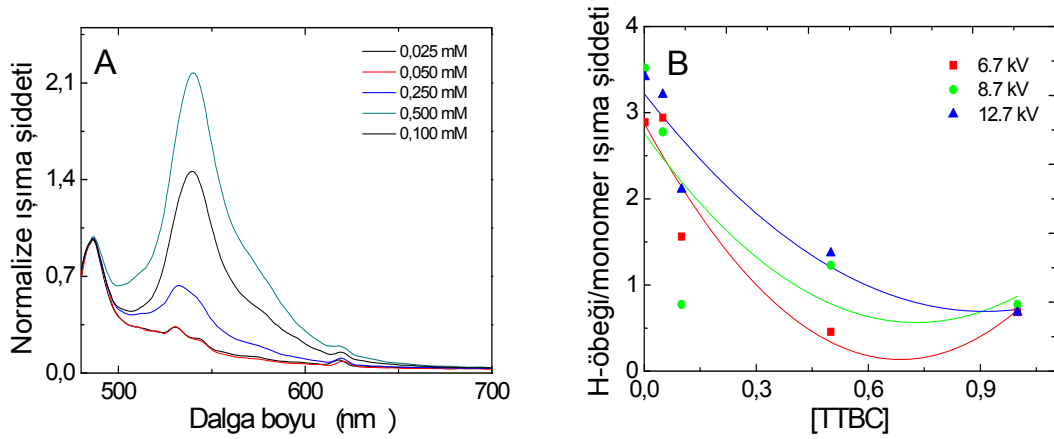 A
Normalize ışıma şiddeti
2,1
1,4
0,7
0,0
500
600
700
Dalga boyu (nm )
0,025 mM
0,050 mM
0,250 mM
0,500 mM
0,100 mM
B
H-öbeği/monomer ışıma şiddeti
4
3
2
1
0
0,0
0,3
0,6
0,9
[TTBC]
6.7 kV
8.7 kV
12.7 kV